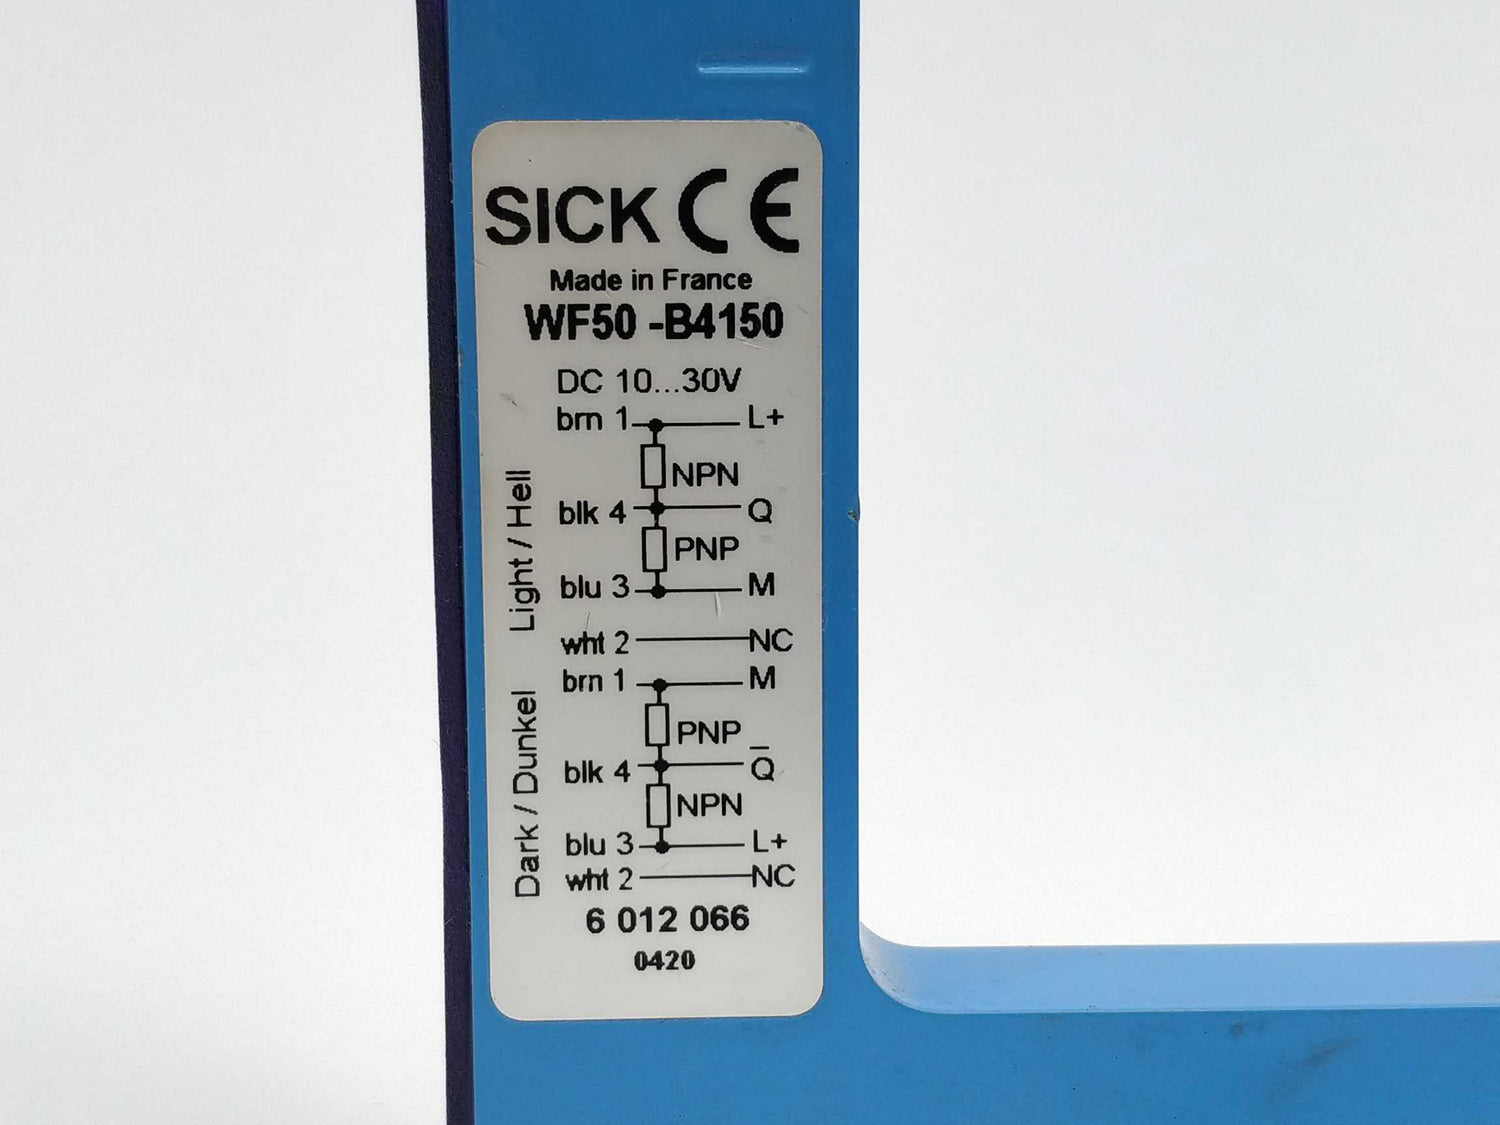 SICK CE
Made in France
WF50 -B4150
DC 10...30V
Light / Hell
brn 1 L+
NPN
blk 4 Q
PNP
blu 3 M
wht 2 NC
Dark / Dunkel
brn 1 M
PNP
blk 4 Q̅
NPN
blu 3 L+
wht 2 NC
6 012 066
0420